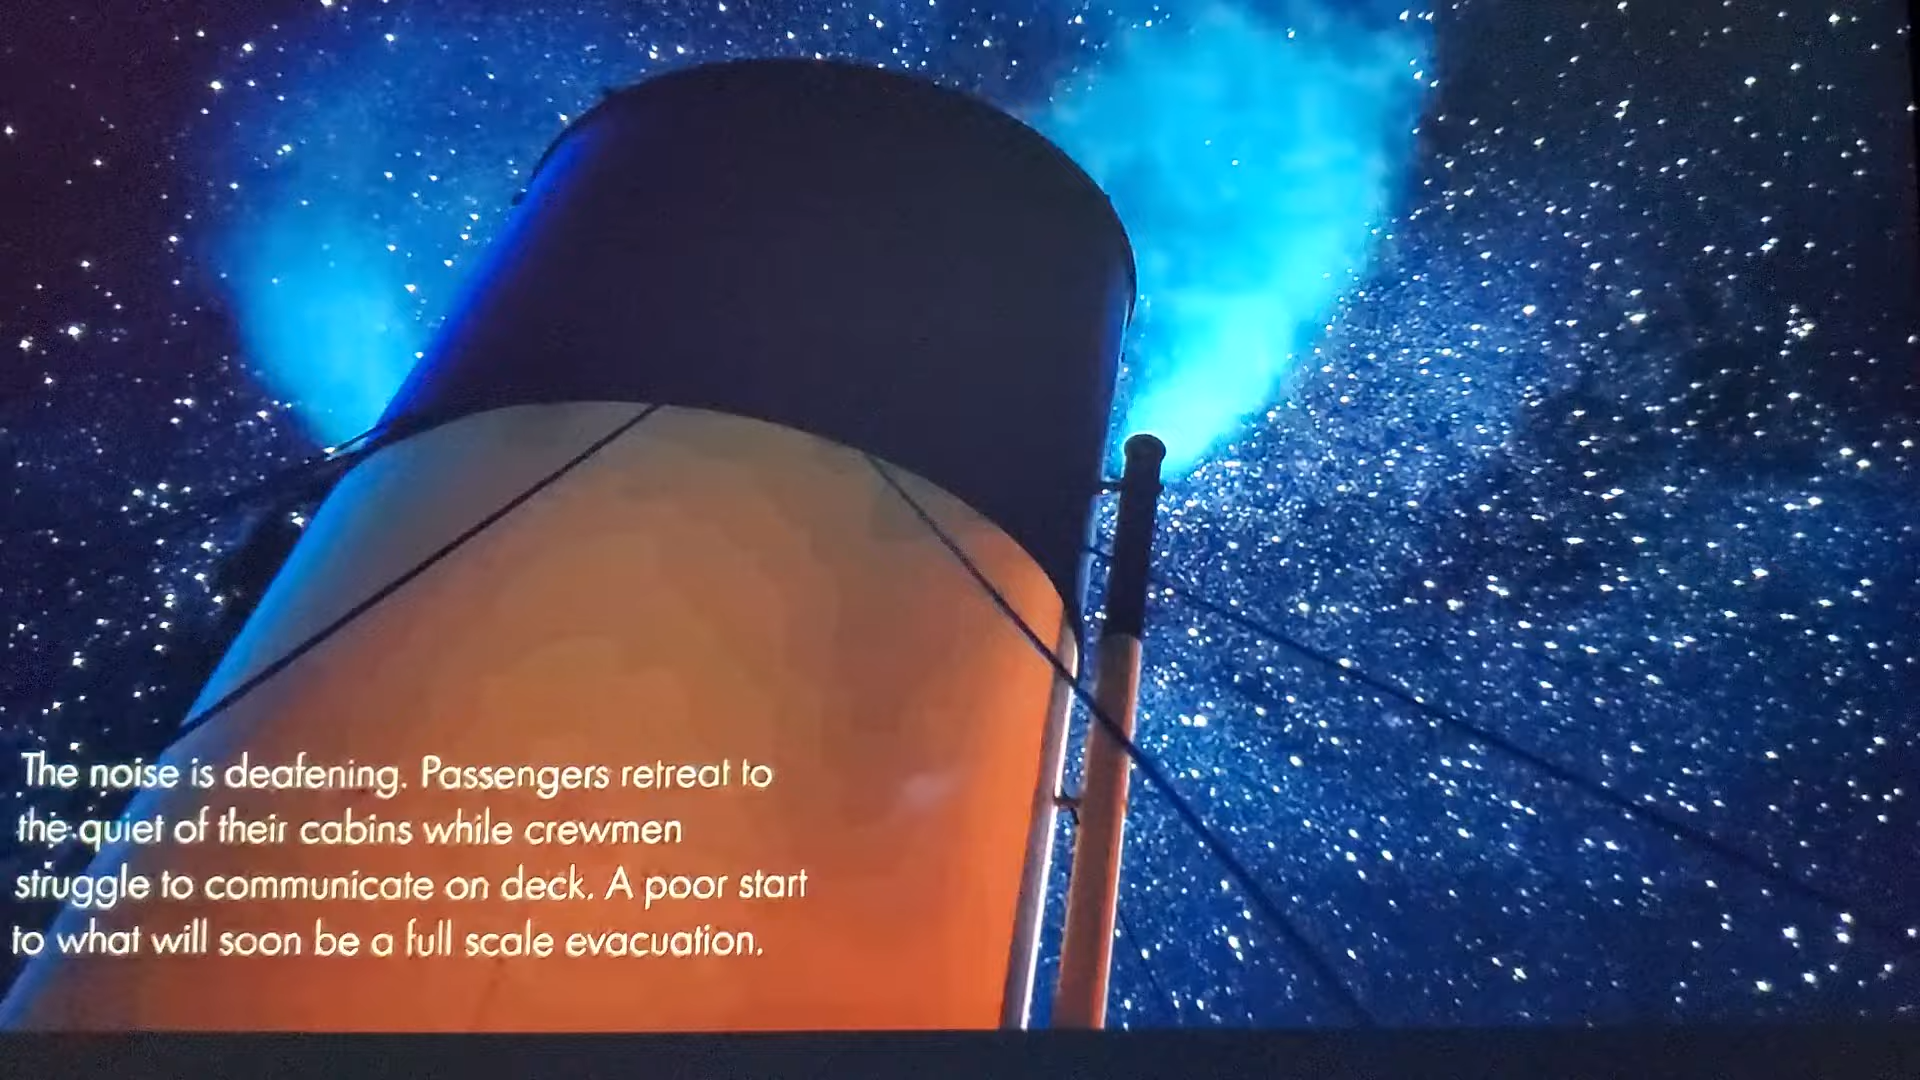 The noise is deafening. Passengers retreat to
the quiet of their cabins while crewmen
struggle to communicate on deck. A poor start
to what will soon be a full scale evacuation.